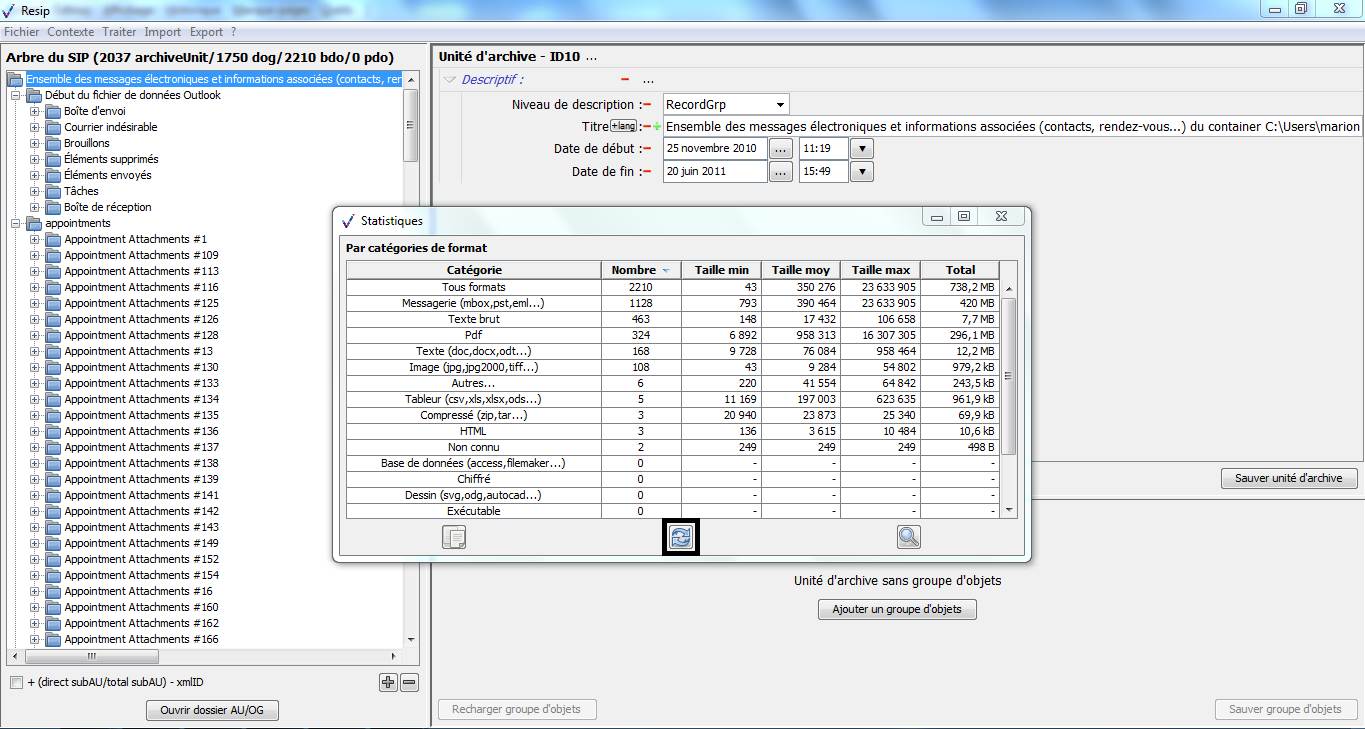 Resip
Fichier Contexte Traiter Import Export ?
Arbre du SIP (2037 archiveUnit/1750 dog/2210 bdo/0 pdo)
Ensemble des messages électroniques et informations associées (contacts, ren
Début du fichier de données Outlook
Boîte d'envoi
Courrier indésirable
Brouillons
Éléments supprimés
Éléments envoyés
Tâches
Boîte de réception
appointments
Appointment Attachments #1
Appointment Attachments #109
Appointment Attachments #113
Appointment Attachments #116
Appointment Attachments #125
Appointment Attachments #126
Appointment Attachments #128
Appointment Attachments #13
Appointment Attachments #130
Appointment Attachments #133
Appointment Attachments #134
Appointment Attachments #135
Appointment Attachments #136
Appointment Attachments #137
Appointment Attachments #138
Appointment Attachments #139
Appointment Attachments #141
Appointment Attachments #142
Appointment Attachments #143
Appointment Attachments #149
Appointment Attachments #152
Appointment Attachments #154
Appointment Attachments #16
Appointment Attachments #160
Appointment Attachments #162
Appointment Attachments #166
+ (direct subAU/total subAU) - xmlID
Ouvrir dossier AU/OG
Unité d'archive - ID10 ...
Descriptif : ...
Niveau de description : RecordGrp
Titre +lang : Ensemble des messages électroniques et informations associées (contacts, rendez-vous...) du container C:\Users\marion
Date de début : 25 novembre 2010 ... 11:19
Date de fin : 20 juin 2011 ... 15:49
Statistiques
Par catégories de format
Catégorie Nombre Taille min Taille moy Taille max Total
Tous formats 2210 43 350 276 23 633 905 738,2 MB
Messagerie (mbox,pst,eml...) 1128 793 390 464 23 633 905 420 MB
Texte brut 463 148 17 432 106 658 7,7 MB
Pdf 324 6 892 958 313 16 307 305 296,1 MB
Texte (doc,docx,odt...) 168 9 728 76 084 958 464 12,2 MB
Image (jpg,jpg2000,tiff...) 108 43 9 284 54 802 979,2 kB
Autres... 6 220 41 554 64 842 243,5 kB
Tableur (csv,xls,xlsx,ods...) 5 11 169 197 003 623 635 961,9 kB
Compressé (zip,tar...) 3 20 940 23 873 25 340 69,9 kB
HTML 3 136 3 615 10 484 10,6 kB
Non connu 2 249 249 249 498 B
Base de données (access,filemaker...) 0 - - - -
Chiffré 0 - - - -
Dessin (svg,odg,autocad...) 0 - - - -
Exécutable 0 - - - -
Sauver unité d'archive
Unité d'archive sans groupe d'objets
Ajouter un groupe d'objets
Recharger groupe d'objets
Sauver groupe d'objets